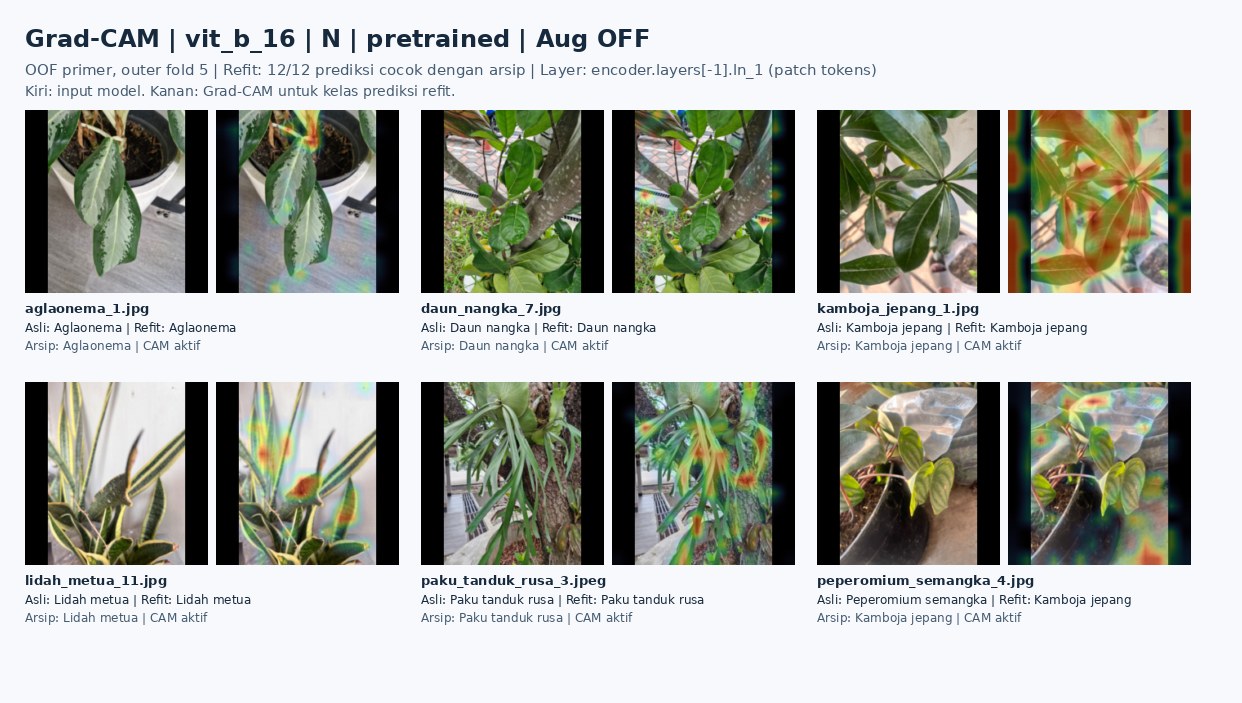 Grad-CAM | vit_b_16 | N | pretrained | Aug OFF
OOF primer, outer fold 5 | Refit: 12/12 prediksi cocok dengan arsip | Layer: encoder.layers[-1].ln_1 (patch tokens)
Kiri: input model. Kanan: Grad-CAM untuk kelas prediksi refit.
aglaonema_1.jpg
Asli: Aglaonema | Refit: Aglaonema
Arsip: Aglaonema | CAM aktif
daun_nangka_7.jpg
Asli: Daun nangka | Refit: Daun nangka
Arsip: Daun nangka | CAM aktif
kamboja_jepang_1.jpg
Asli: Kamboja jepang | Refit: Kamboja jepang
Arsip: Kamboja jepang | CAM aktif
lidah_metua_11.jpg
Asli: Lidah metua | Refit: Lidah metua
Arsip: Lidah metua | CAM aktif
paku_tanduk_rusa_3.jpeg
Asli: Paku tanduk rusa | Refit: Paku tanduk rusa
Arsip: Paku tanduk rusa | CAM aktif
peperomium_semangka_4.jpg
Asli: Peperomium semangka | Refit: Kamboja jepang
Arsip: Kamboja jepang | CAM aktif